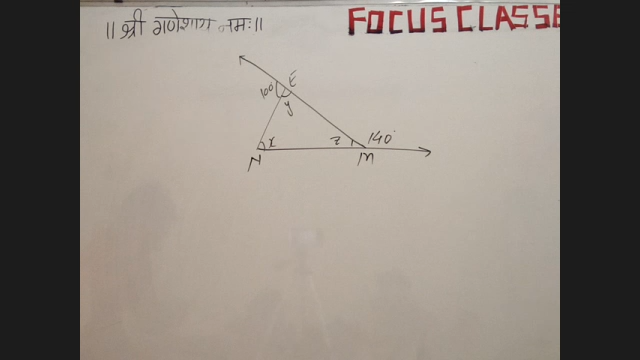 ॥ श्री गणेशाय नमः॥
FOCUS CLASSE
100° E
y
x z 140°
N M